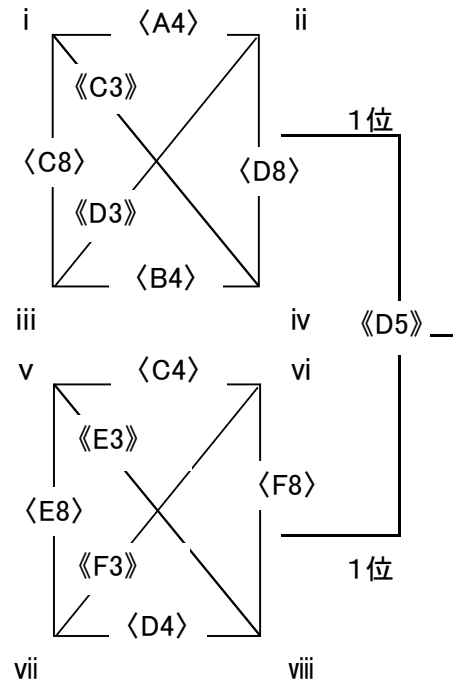 i 〈A4〉 ii
《C3》
1位
〈C8〉 〈D8〉
《D3》
〈B4〉
iii iv 《D5》
v 〈C4〉 vi
《E3》
〈E8〉 〈F8〉
《F3》
1位
〈D4〉
vii viii